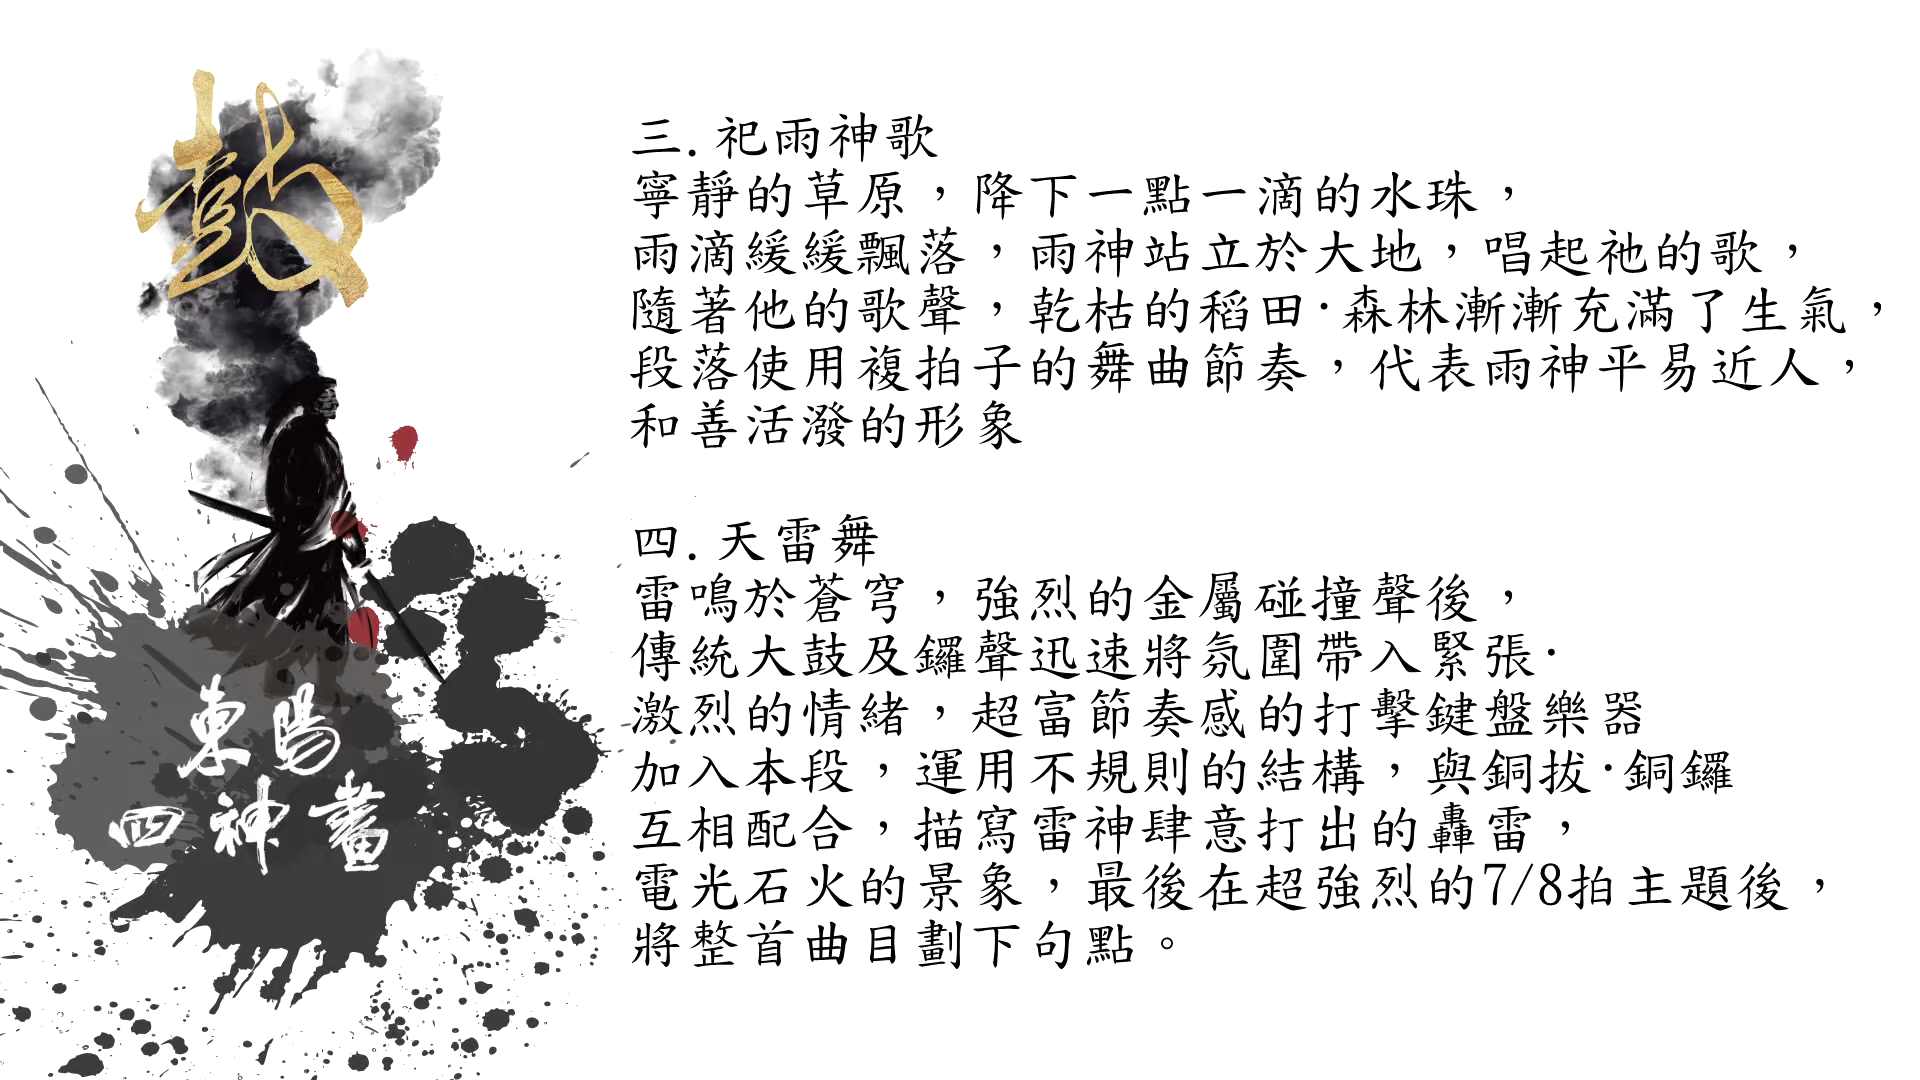 鼓
東陽
四神畫
三.祀雨神歌
寧靜的草原，降下一點一滴的水珠，
雨滴緩緩飄落，雨神站立於大地，唱起祂的歌，
隨著他的歌聲，乾枯的稻田·森林漸漸充滿了生氣，
段落使用複拍子的舞曲節奏，代表雨神平易近人，
和善活潑的形象
四.天雷舞
雷鳴於蒼穹，強烈的金屬碰撞聲後，
傳統大鼓及鑼聲迅速將氛圍帶入緊張·
激烈的情緒，超富節奏感的打擊鍵盤樂器
加入本段，運用不規則的結構，與銅拔·銅鑼
互相配合，描寫雷神肆意打出的轟雷，
電光石火的景象，最後在超強烈的7/8拍主題後，
將整首曲目劃下句點。